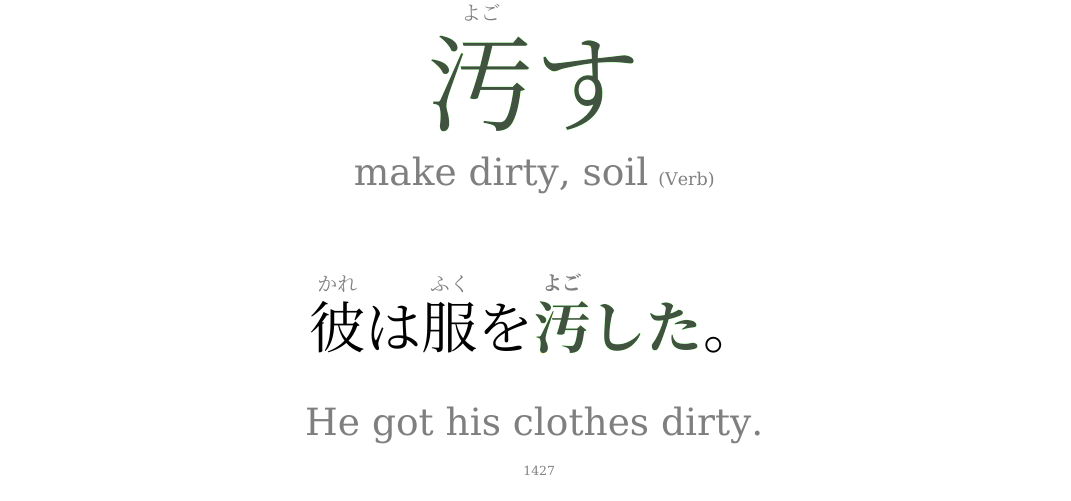 よご
汚す
make dirty, soil (Verb)
かれ ふく よご
彼は服を汚した。
He got his clothes dirty.
1427